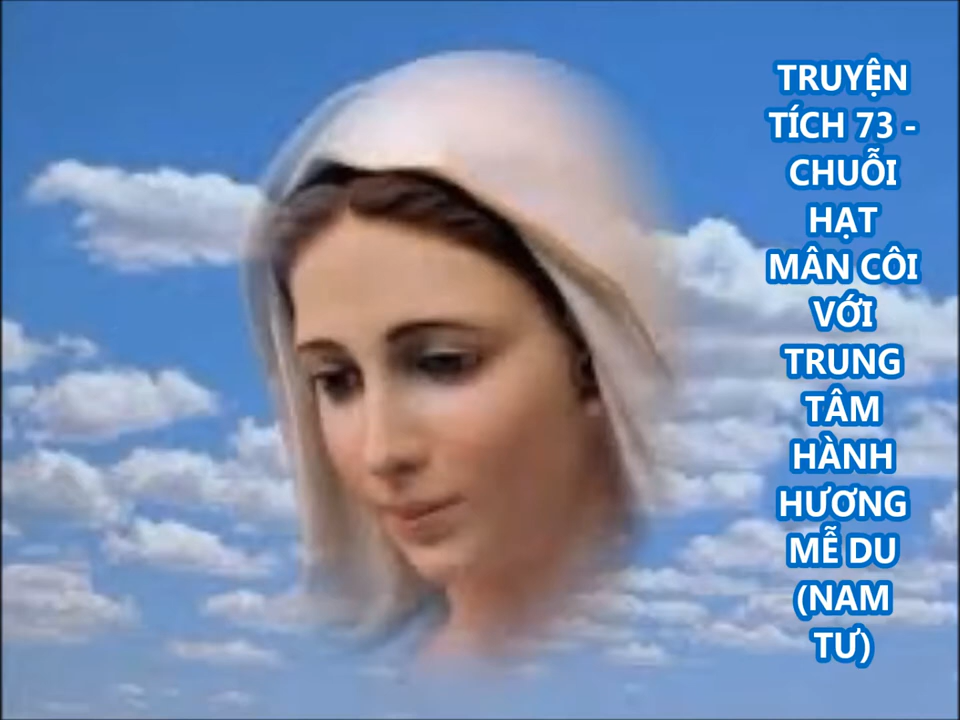 TRUYỆN
TÍCH 73 -
CHUỖI
HẠT
MÂN CÔI
VỚI
TRUNG
TÂM
HÀNH
HƯƠNG
MỄ DU
(NAM
TƯ)